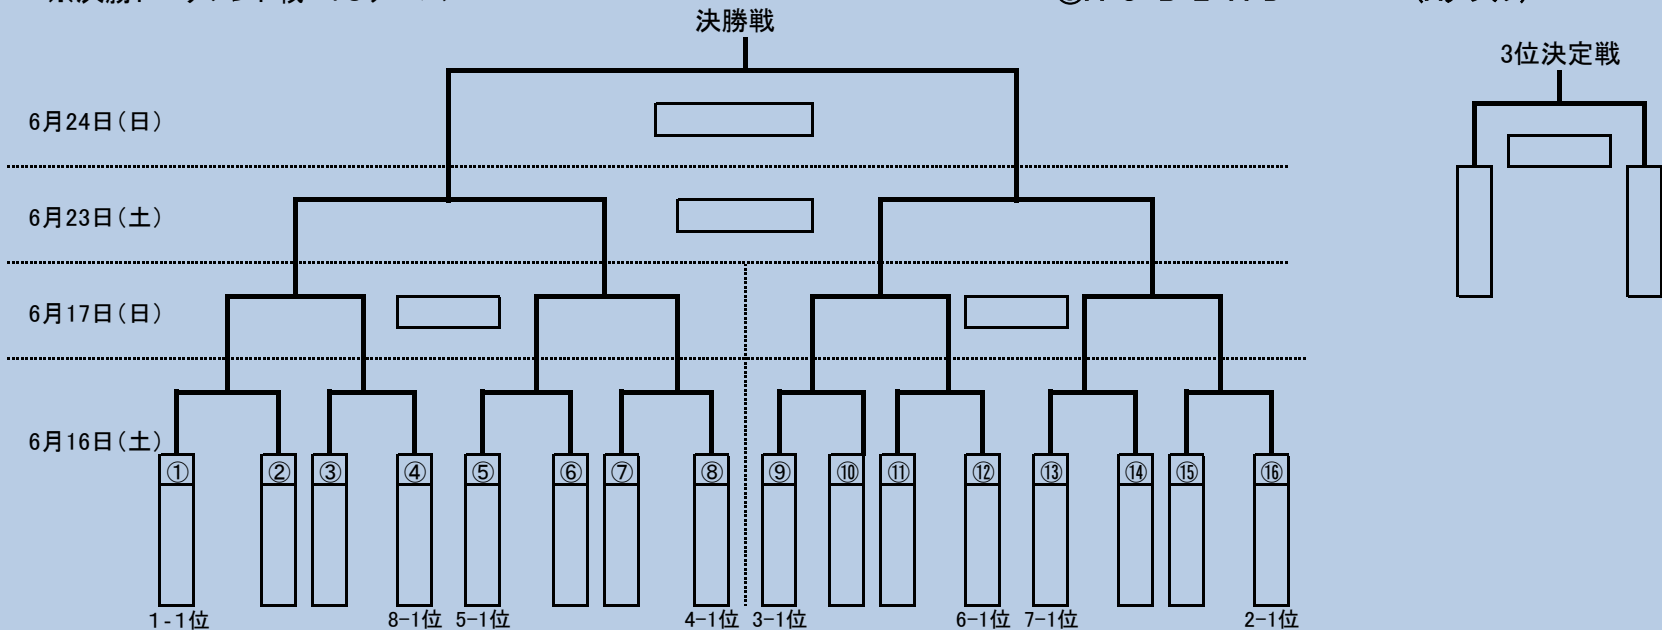 決勝戦
3位決定戦
6月24日(日)
6月23日(土)
6月17日(日)
6月16日(土)
① ② ③ ④ ⑤ ⑥ ⑦ ⑧ ⑨ ⑩ ⑪ ⑫ ⑬ ⑭ ⑮ ⑯
1-1位 8-1位 5-1位 4-1位 3-1位 6-1位 7-1位 2-1位